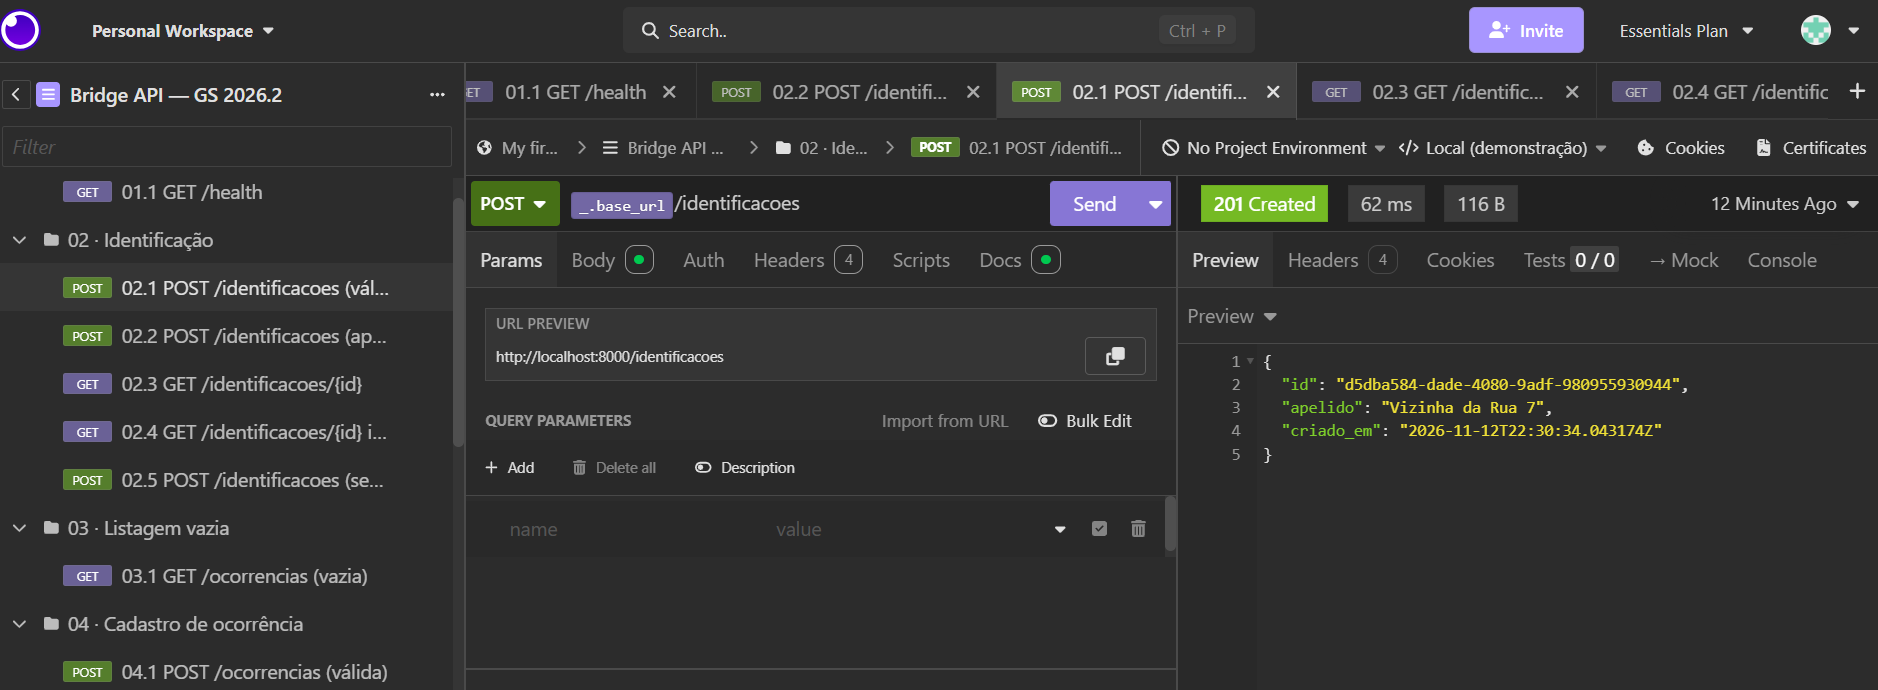 Personal Workspace
Search..
Ctrl + P
Invite
Essentials Plan
Bridge API — GS 2026.2
Filter
GET 01.1 GET /health
02 · Identificação
POST 02.1 POST /identificacoes (vál...
POST 02.2 POST /identificacoes (ap...
GET 02.3 GET /identificacoes/{id}
GET 02.4 GET /identificacoes/{id} i...
POST 02.5 POST /identificacoes (se...
03 · Listagem vazia
GET 03.1 GET /ocorrencias (vazia)
04 · Cadastro de ocorrência
POST 04.1 POST /ocorrencias (válida)
ET 01.1 GET /health
POST 02.2 POST /identifi...
POST 02.1 POST /identifi...
GET 02.3 GET /identific...
GET 02.4 GET /identific
My fir...
Bridge API ...
02 · Ide...
POST 02.1 POST /identifi...
No Project Environment
</> Local (demonstração)
Cookies
Certificates
POST
_.base_url/identificacoes
Send
Params
Body
Auth
Headers 4
Scripts
Docs
URL PREVIEW
http://localhost:8000/identificacoes
QUERY PARAMETERS
Import from URL
Bulk Edit
+ Add
Delete all
Description
name
value
201 Created
62 ms
116 B
12 Minutes Ago
Preview
Headers 4
Cookies
Tests 0 / 0
→ Mock
Console
Preview
1 {
2 "id": "d5dba584-dade-4080-9adf-980955930944",
3 "apelido": "Vizinha da Rua 7",
4 "criado_em": "2026-11-12T22:30:34.043174Z"
5 }